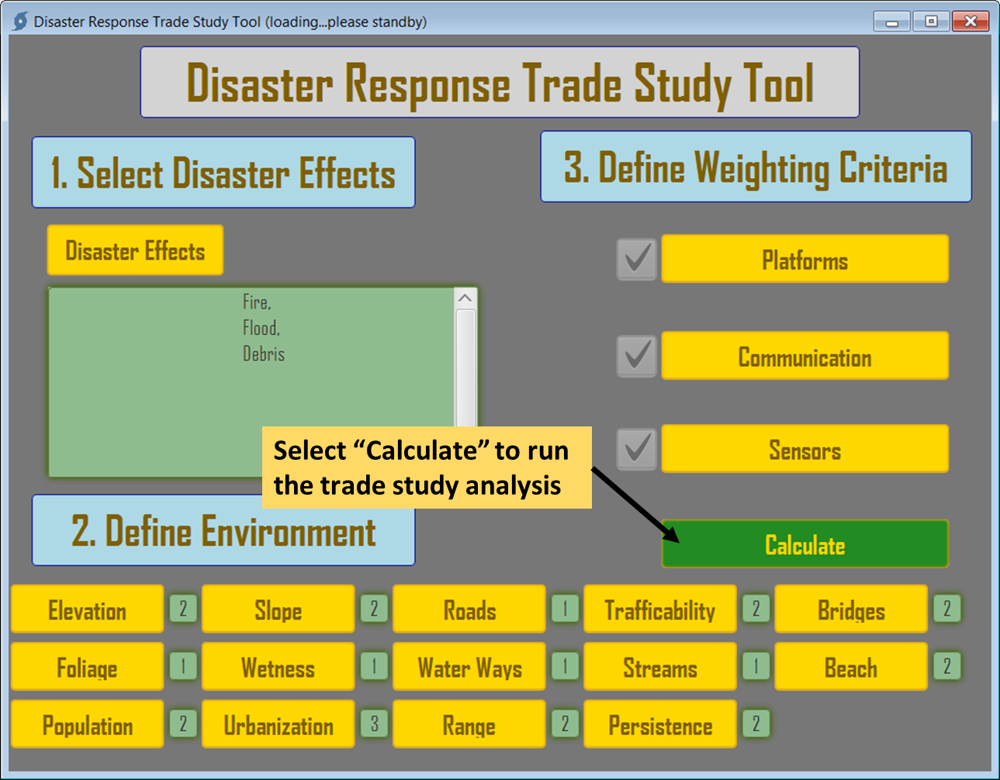 Disaster Response Trade Study Tool (loading...please standby)
Disaster Response Trade Study Tool
1. Select Disaster Effects
3. Define Weighting Criteria
Disaster Effects
Platforms
Fire,
Flood,
Debris
Communication
Select “Calculate” to run
the trade study analysis
Sensors
2. Define Environment
Calculate
Elevation 2 Slope 2 Roads 1 Trafficability 2 Bridges 2
Foliage 1 Wetness 1 Water Ways 1 Streams 1 Beach 2
Population 2 Urbanization 3 Range 2 Persistence 2